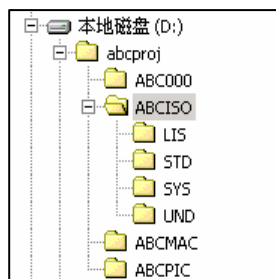 本地磁盘 (D:)
abcproj
ABC000
ABCISO
LIS
STD
SYS
UND
ABCMAC
ABCPIC